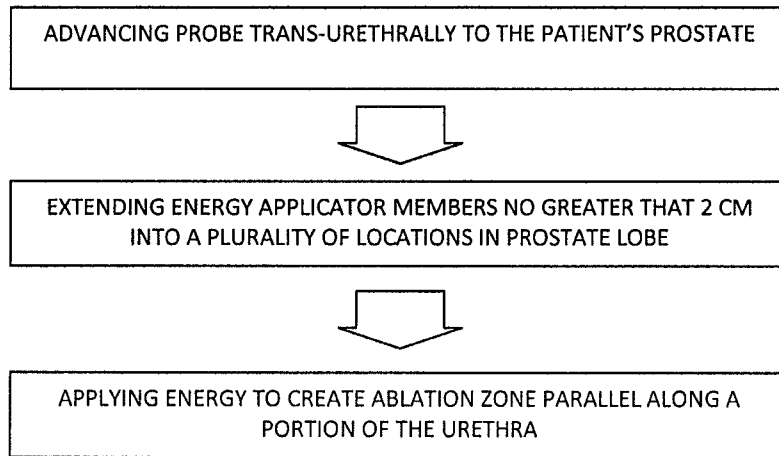 ADVANCING PROBE TRANS-URETHRALLY TO THE PATIENT'S PROSTATE
EXTENDING ENERGY APPLICATOR MEMBERS NO GREATER THAT 2 CM
INTO A PLURALITY OF LOCATIONS IN PROSTATE LOBE
APPLYING ENERGY TO CREATE ABLATION ZONE PARALLEL ALONG A
PORTION OF THE URETHRA